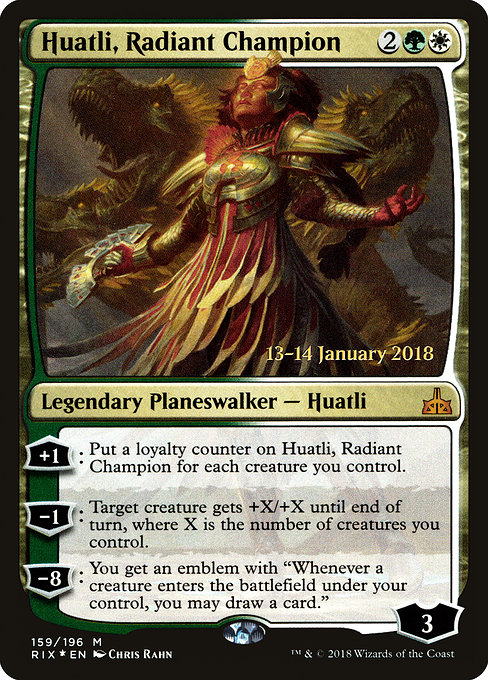 Huatli, Radiant Champion 2
13–14 January 2018
Legendary Planeswalker — Huatli
+1: Put a loyalty counter on Huatli, Radiant
Champion for each creature you control.
−1: Target creature gets +X/+X until end of
turn, where X is the number of creatures you
control.
−8: You get an emblem with “Whenever a
creature enters the battlefield under your
control, you may draw a card.”
3
159/196 M
RIX EN Chris Rahn
™ & © 2018 Wizards of the Coast